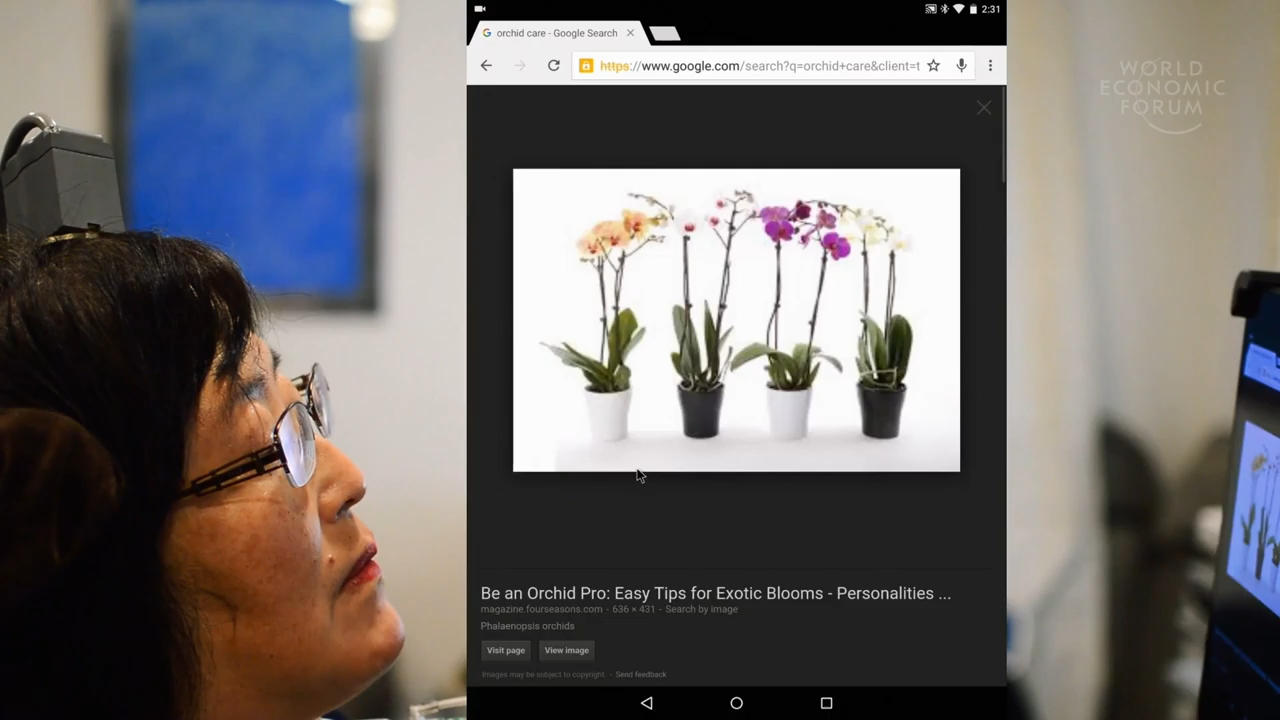 2:31
orchid care - Google Search
https://www.google.com/search?q=orchid+care&client=t
WORLD
ECONOMIC
FORUM
Be an Orchid Pro: Easy Tips for Exotic Blooms - Personalities ...
magazine.fourseasons.com - 636 × 431 - Search by image
Phalaenopsis orchids
Visit page View image
Images may be subject to copyright. - Send feedback